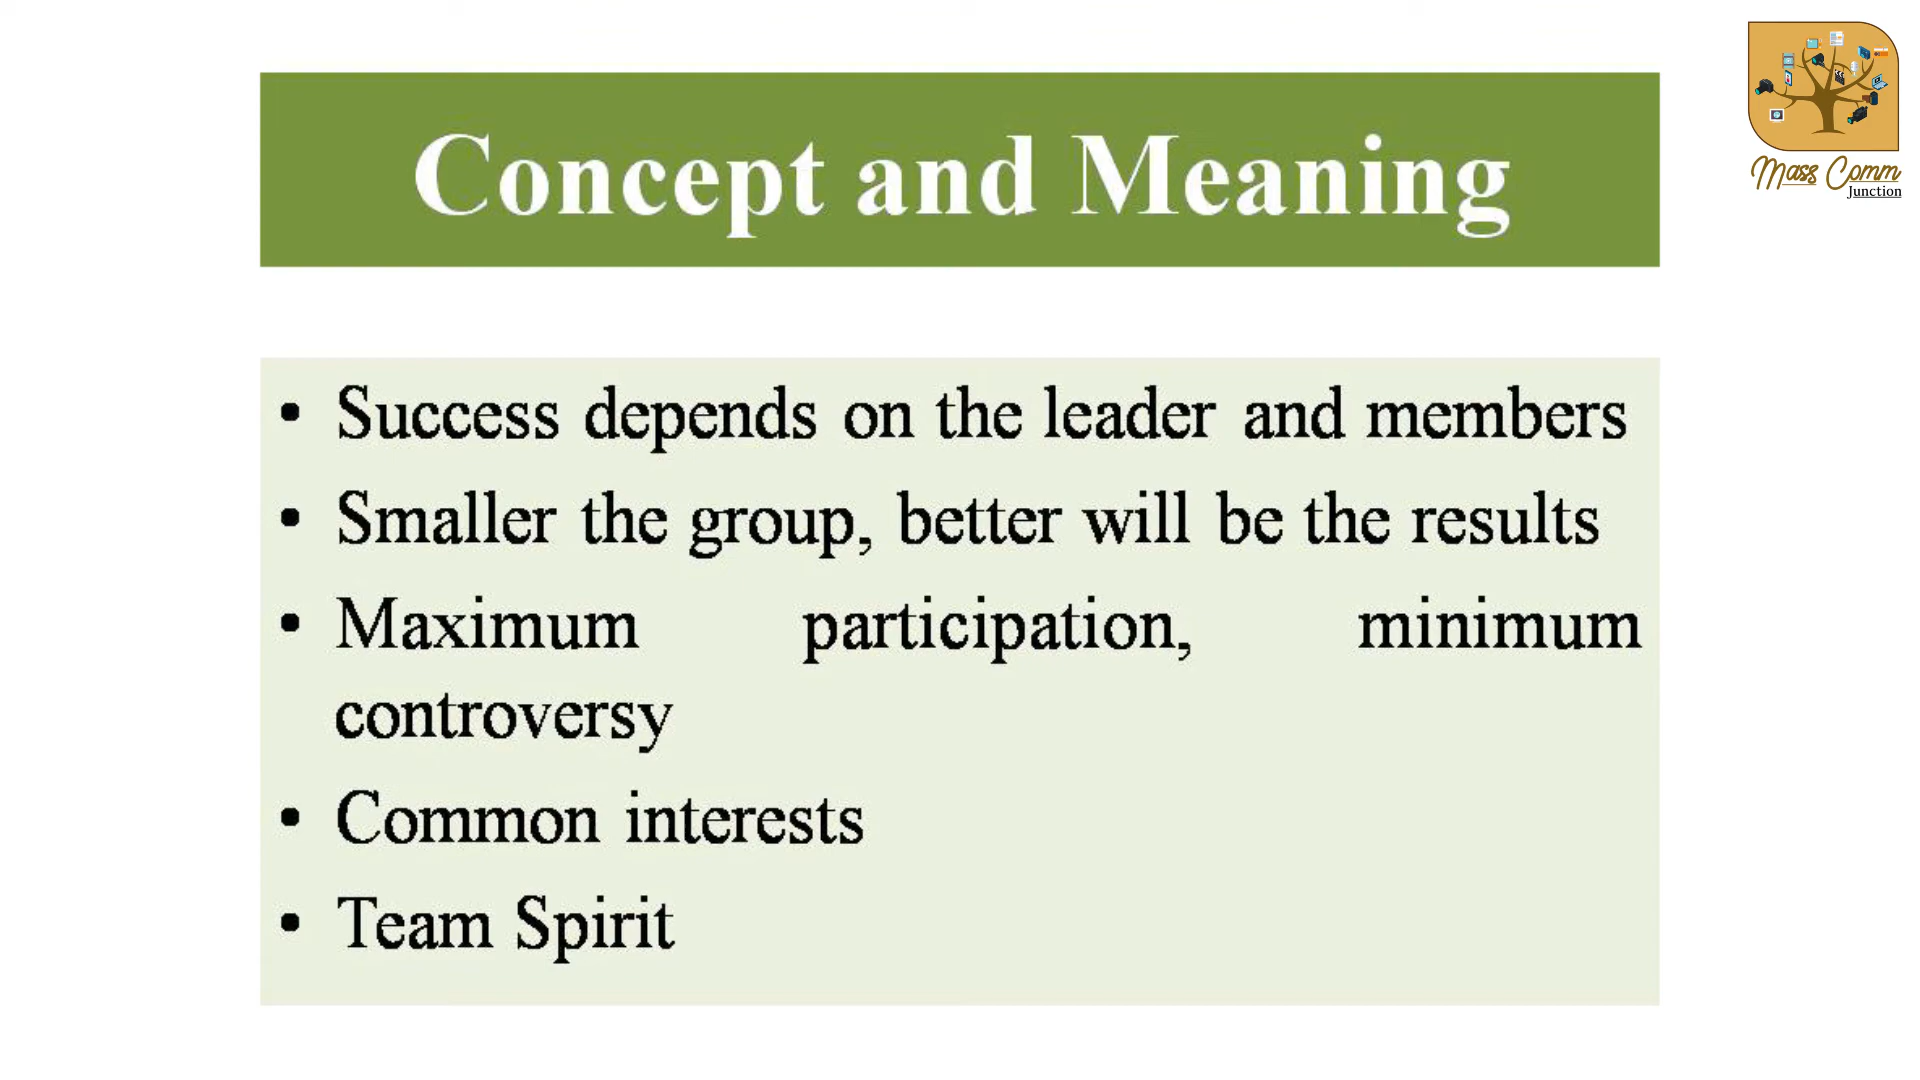 Concept and Meaning
Mass Comm
Junction
• Success depends on the leader and members
• Smaller the group, better will be the results
• Maximum participation, minimum
controversy
• Common interests
• Team Spirit